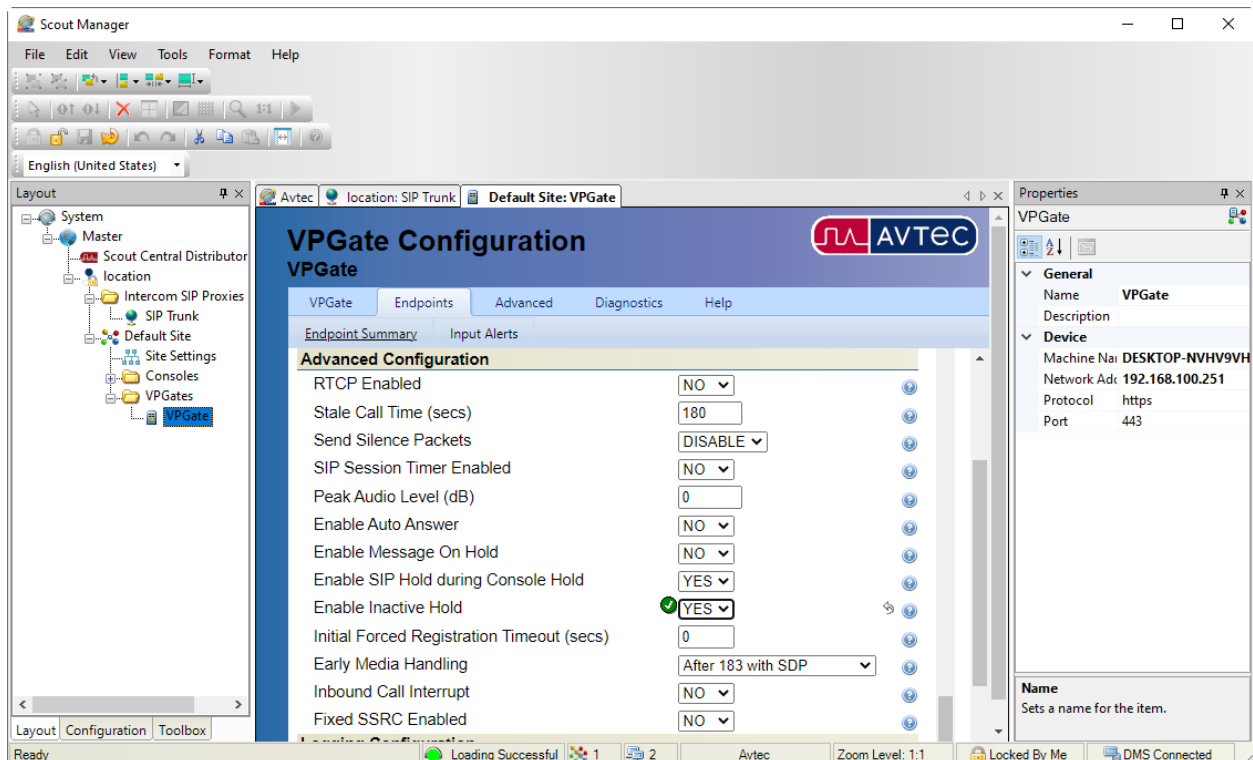 Scout Manager
File Edit View Tools Format Help
1:1
English (United States)
Layout
System
Master
Scout Central Distributor
location
Intercom SIP Proxies
SIP Trunk
Default Site
Site Settings
Consoles
VPGates
VPGate
Layout Configuration Toolbox
Avtec location: SIP Trunk Default Site: VPGate
VPGate Configuration
VPGate
AVTEC
VPGate Endpoints Advanced Diagnostics Help
Endpoint Summary Input Alerts
Advanced Configuration
RTCP Enabled NO
Stale Call Time (secs) 180
Send Silence Packets DISABLE
SIP Session Timer Enabled NO
Peak Audio Level (dB) 0
Enable Auto Answer NO
Enable Message On Hold NO
Enable SIP Hold during Console Hold YES
Enable Inactive Hold YES
Initial Forced Registration Timeout (secs) 0
Early Media Handling After 183 with SDP
Inbound Call Interrupt NO
Fixed SSRC Enabled NO
Properties
VPGate
General
Name VPGate
Description
Device
Machine Nar DESKTOP-NVHV9VH
Network Add 192.168.100.251
Protocol https
Port 443
Name
Sets a name for the item.
Ready Loading Successful 1 2 Avtec Zoom Level: 1:1 Locked By Me DMS Connected